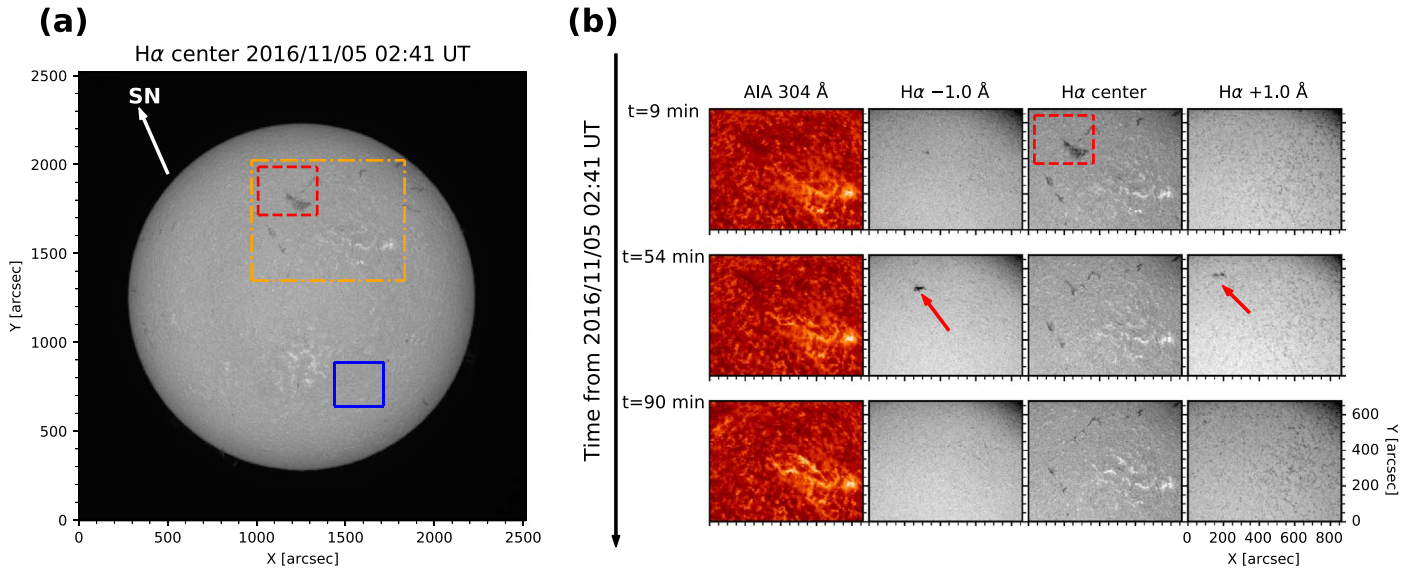 (a)
Hα center 2016/11/05 02:41 UT
SN
2500
2000
1500
1000
500
0
Y [arcsec]
0 500 1000 1500 2000 2500
X [arcsec]
(b)
Time from 2016/11/05 02:41 UT
AIA 304 Å Hα −1.0 Å Hα center Hα +1.0 Å
t=9 min
t=54 min
t=90 min
600
400
200
0
Y [arcsec]
0 200 400 600 800
X [arcsec]